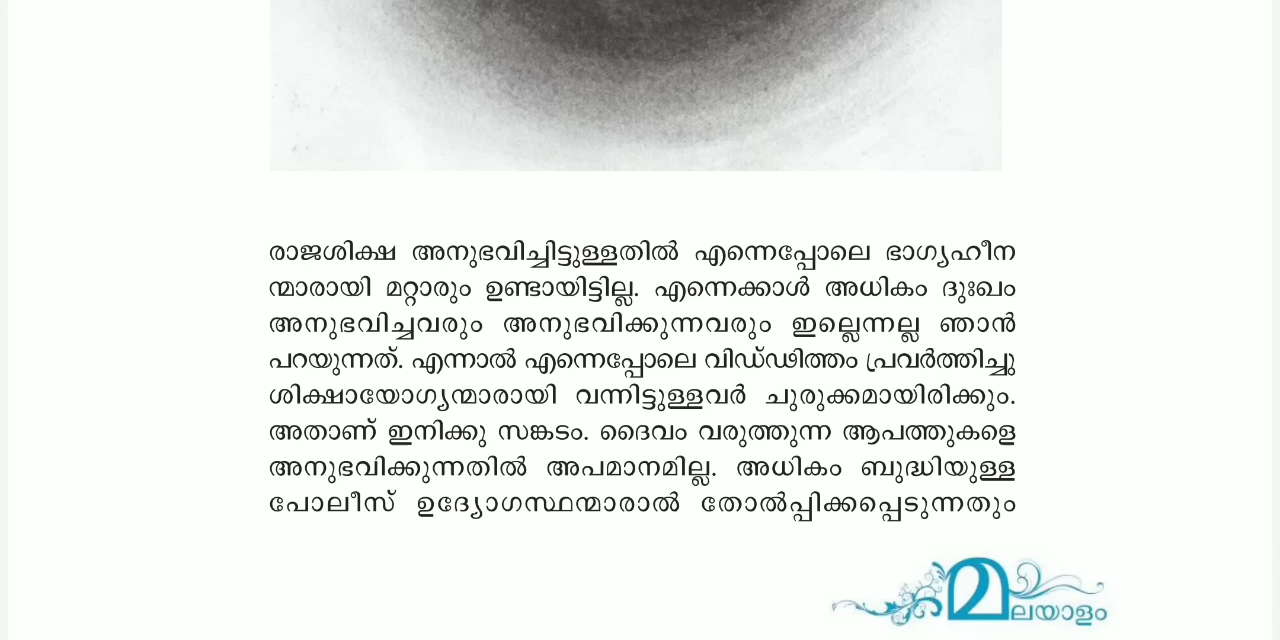 രാജശിക്ഷ അനുഭവിച്ചിട്ടുള്ളതിൽ എന്നെപ്പോലെ ഭാഗ്യഹീന
ന്മാരായി മറ്റാരും ഉണ്ടായിട്ടില്ല. എന്നെക്കാൾ അധികം ദുഃഖം
അനുഭവിച്ചവരും അനുഭവിക്കുന്നവരും ഇല്ലെന്നല്ല ഞാൻ
പറയുന്നത്. എന്നാൽ എന്നെപ്പോലെ വിഡ്ഢിത്തം പ്രവർത്തിച്ചു
ശിക്ഷായോഗ്യന്മാരായി വന്നിട്ടുള്ളവർ ചുരുക്കമായിരിക്കും.
അതാണ് ഇനിക്കു സങ്കടം. ദൈവം വരുത്തുന്ന ആപത്തുകളെ
അനുഭവിക്കുന്നതിൽ അപമാനമില്ല. അധികം ബുദ്ധിയുള്ള
പോലീസ് ഉദ്യോഗസ്ഥന്മാരാൽ തോൽപ്പിക്കപ്പെടുന്നതും
മലയാളം